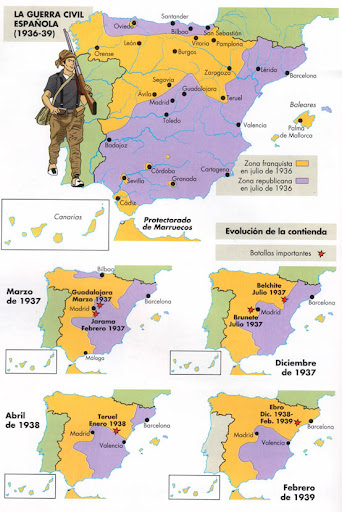 LA GUERRA CIVIL
ESPAÑOLA
(1936-39)
Oviedo
Santander
Bilbao
San Sebastián
León
Vitoria
Pamplona
Orense
Burgos
Zaragoza
Lérida
Barcelona
Segovia
Ávila
Guadalajara
Madrid
Teruel
Toledo
Baleares
Palma
de Mallorca
Valencia
Badajoz
Córdoba
Cartagena
Sevilla
Granada
Cádiz
Canarias
Protectorado
de Marruecos
Zona franquista
en julio de 1936
Zona republicana
en julio de 1936
Evolución de la contienda
Batallas importantes
Marzo
de 1937
Bilbao
Guadalajara
Marzo 1937
Barcelona
Madrid
Jarama
Febrero 1937
Málaga
Belchite
Julio 1937
Barcelona
Madrid
Brunete
Julio 1937
Diciembre
de 1937
Abril
de 1938
Teruel
Enero 1938
Barcelona
Madrid
Valencia
Ebro
Dic. 1938-
Feb. 1939
Barcelona
Madrid
Valencia
Febrero
de 1939